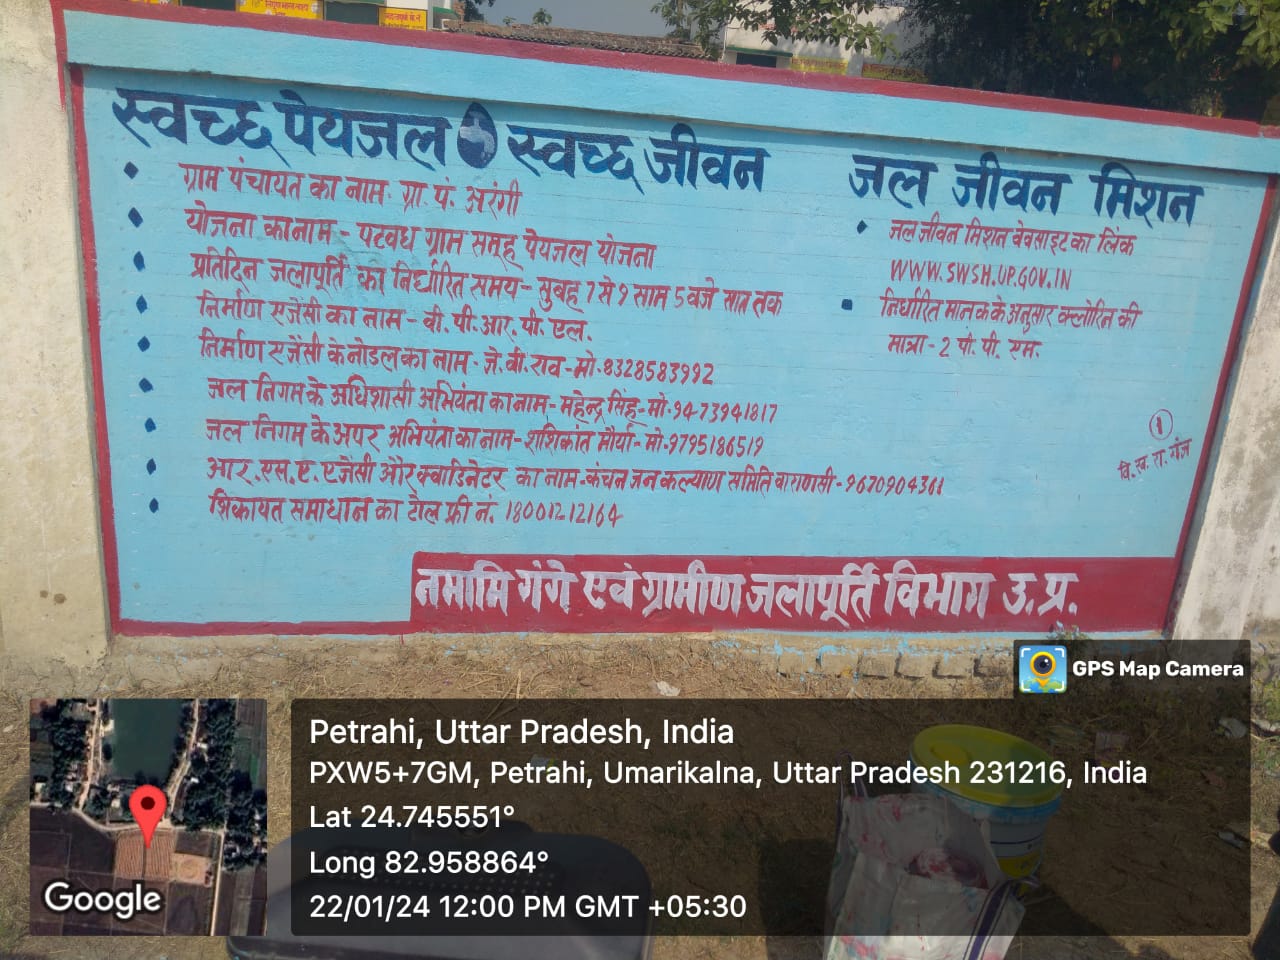 स्वच्छ पेयजल स्वच्छ जीवन
ग्राम पंचायत का नाम- ग्रा. पं. अरंगी
योजना का नाम - पटवध ग्राम समूह पेयजल योजना
प्रतिदिन जलापूर्ति का निर्धारित समय- सुबह 7 से 9 साम 5 वजे सात तक
निर्माण एजेंसी का नाम - वी. पी. आर. पी. एल.
निर्माण एजेंसी के नोडल का नाम - जे. वी. राव - मो. 8328583992
जल निगम के अधिशासी अभियंता का नाम- महेन्द्र सिंह- मो. 9473941817
जल निगम के अपर अभियंता का नाम- शशिकांत मौर्या- मो. 9795186519
आर. एस. ए. एजेंसी और क्वाडिनेटर का नाम- कंचन जन कल्याण समिति वाराणसी - 9670904361
शिकायत समाधान का टोल फ्री नं. 18001212164
जल जीवन मिशन
जल जीवन मिशन वेवसाइट का लिंक
WWW.SWSM.UP.GOV.IN
निर्धारित मानक के अनुसार क्लोरिन की
मात्रा - 2 पी. पी. एम.
1
वि. ख. रा. गंज
नमामि गंगे एवं ग्रामीण जलापूर्ति विभाग उ. प्र.
GPS Map Camera
Petrahi, Uttar Pradesh, India
PXW5+7GM, Petrahi, Umarikalna, Uttar Pradesh 231216, India
Lat 24.745551°
Long 82.958864°
22/01/24 12:00 PM GMT +05:30
Google